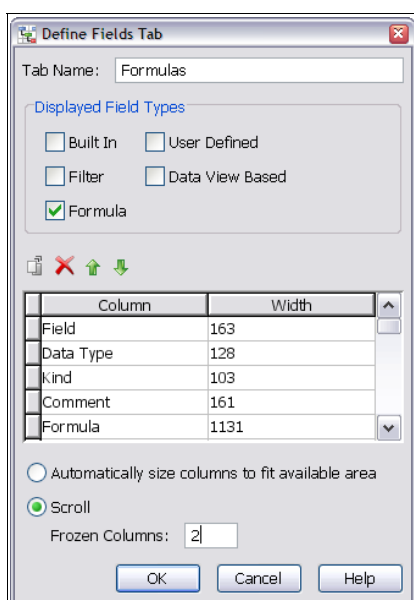 Define Fields Tab
Tab Name: Formulas
Displayed Field Types
Built In User Defined
Filter Data View Based
Formula
Column Width
Field 163
Data Type 128
Kind 103
Comment 161
Formula 1131
Automatically size columns to fit available area
Scroll
Frozen Columns: 2
OK Cancel Help